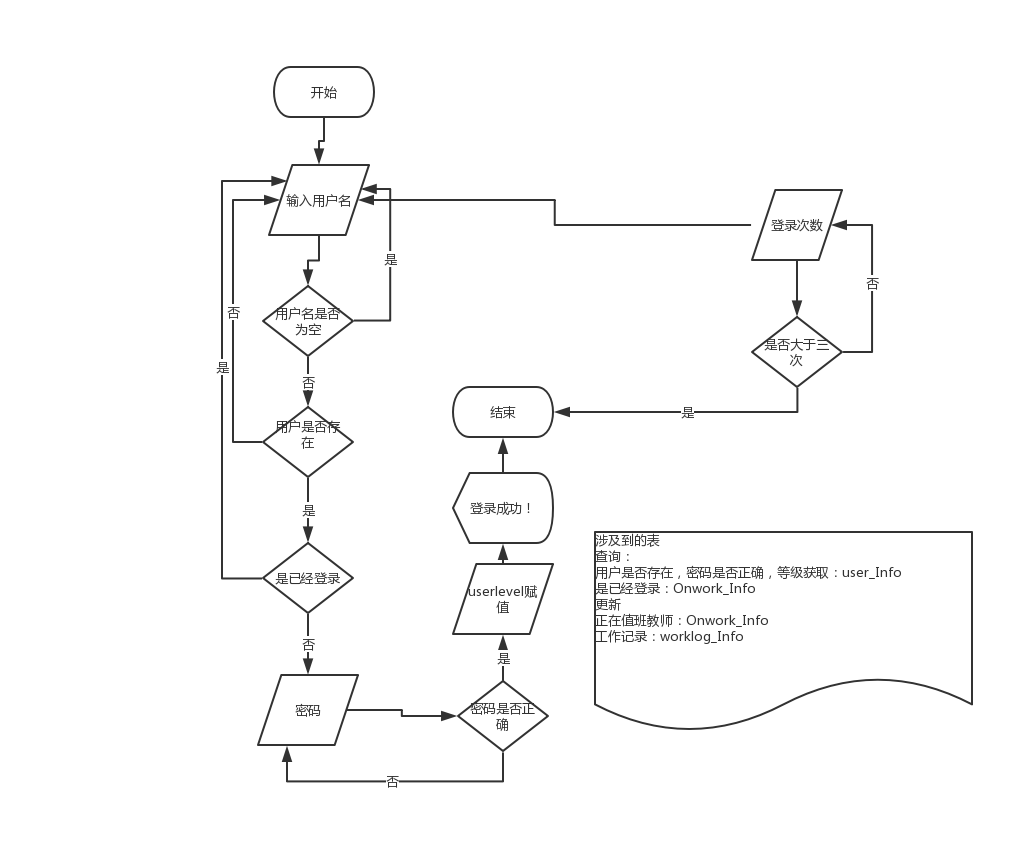 开始
输入用户名
登录次数
是
否
用户名是否
为空
否
是
是否大于三
次
否
结束
是
用户是否存
在
登录成功！
是
涉及到的表
查询：
用户是否存在，密码是否正确，等级获取：user_Info
是已经登录：Onwork_Info
更新
正在值班教师：Onwork_Info
工作记录：worklog_Info
是已经登录
userlevel赋
值
否
是
密码
密码是否正
确
否